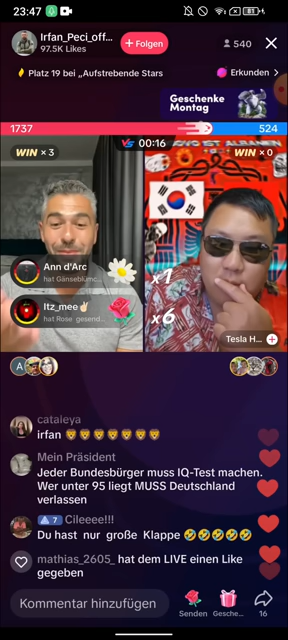 23:47
81
Irfan_Peci_off...
97.5K Likes
+ Folgen
540
Platz 19 bei „Aufstrebende Stars
Erkunden >
Geschenke
Montag
1737
524
WIN × 3
VS 00:16
WIN × 0
Ann d'Arc
hat Gänseblümc...
x1
Itz_mee✌🏻
hat Rose gesend...
x6
Tesla H...
A
cataleya
irfan 🦁🦁🦁🦁🦁🦁🦁
Mein Präsident
Jeder Bundesbürger muss IQ-Test machen.
Wer unter 95 liegt MUSS Deutschland
verlassen
7 Cileeee!!!
Du hast nur große Klappe 🤣🤣🤣🤣🤣
mathias_2605_ hat dem LIVE einen Like
gegeben
Kommentar hinzufügen
Senden
Gesche...
16